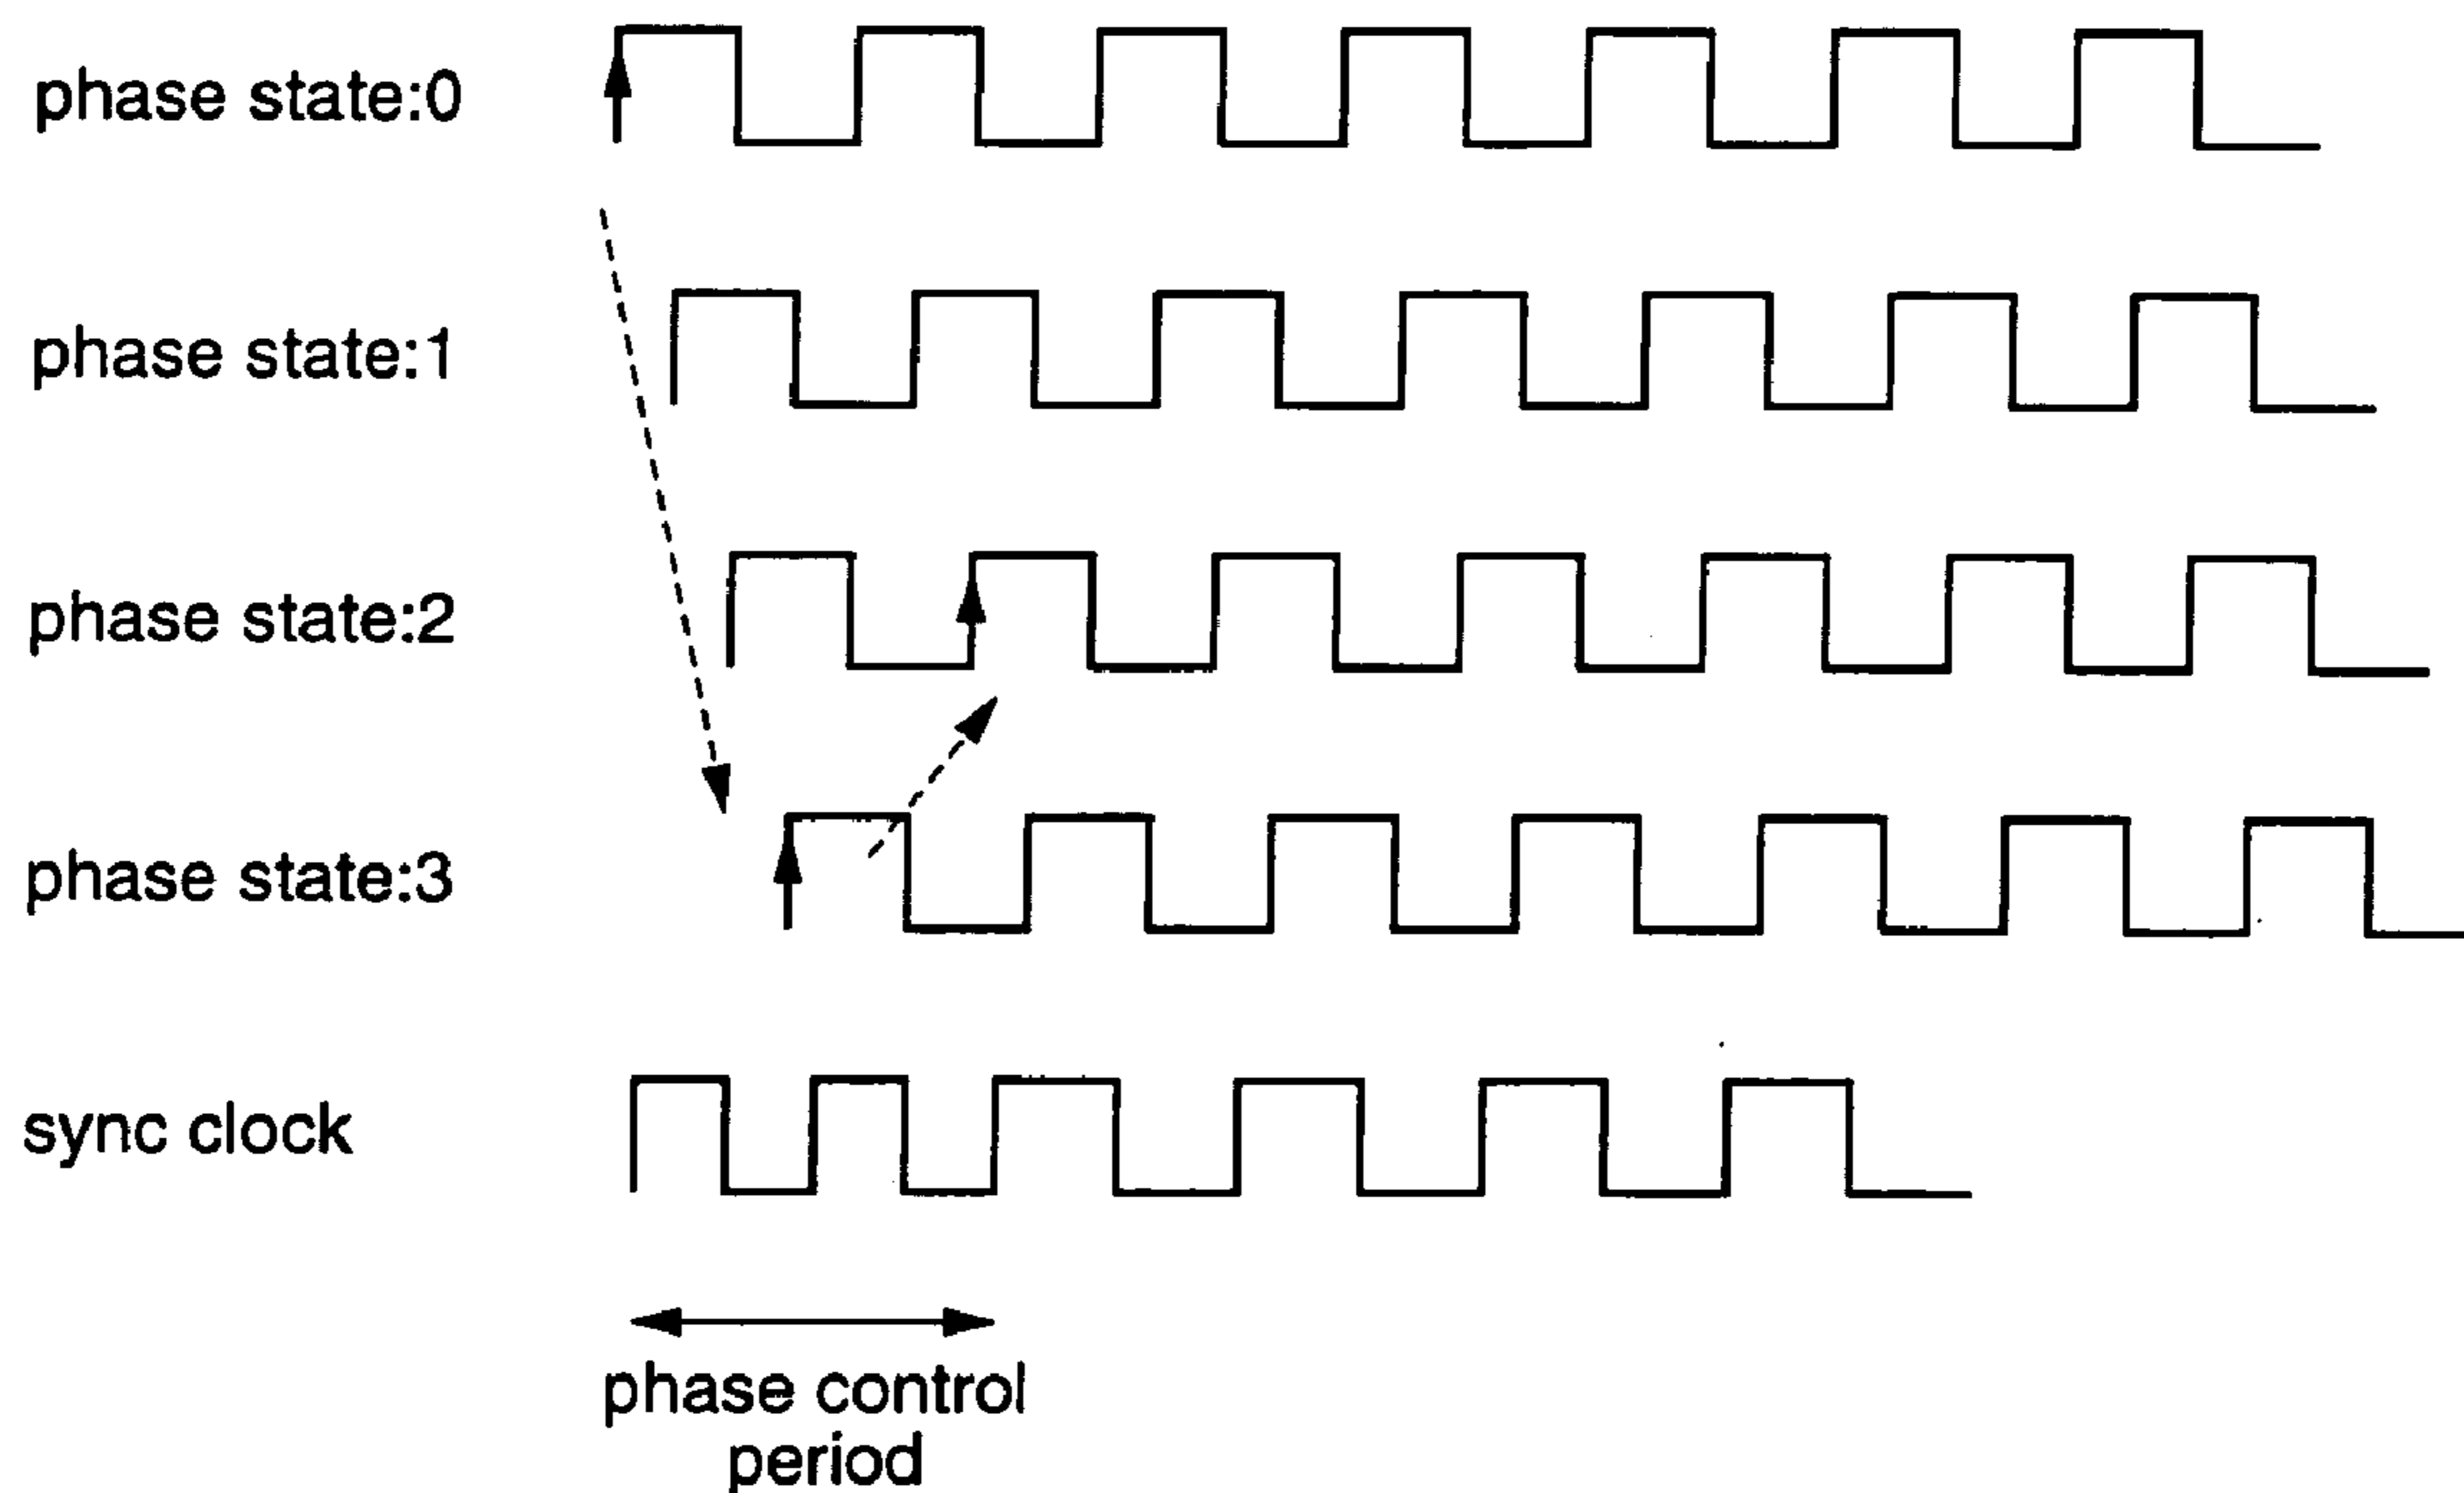 phase state:0
phase state:1
phase state:2
phase state:3
sync clock
phase control
period